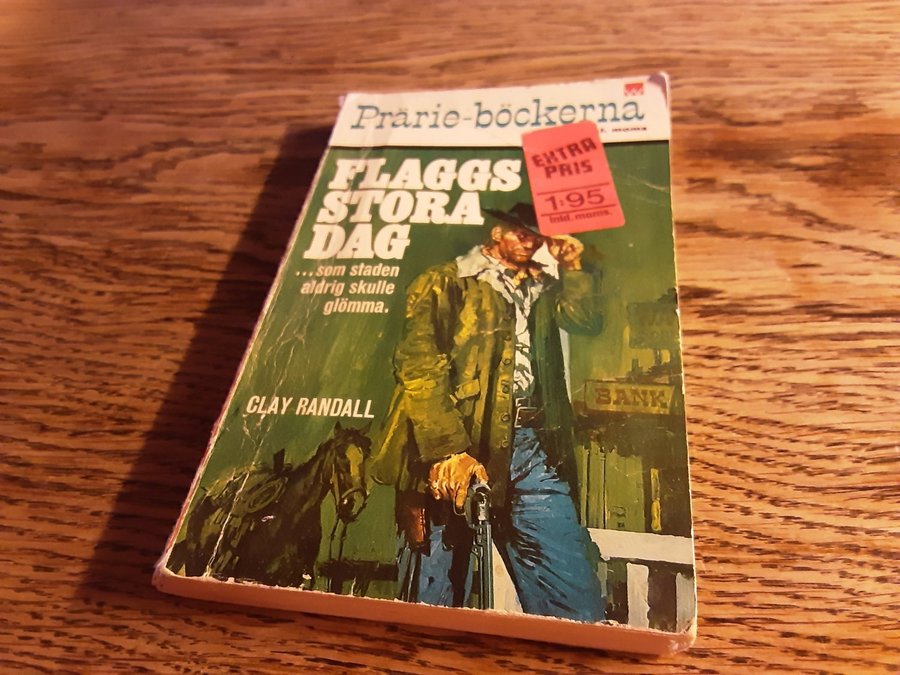 Prärie-böckerna
moms
EXTRA
PRIS
1:95
Inkl. moms.
FLAGGS
STORA
DAG
...som staden
aldrig skulle
glömma.
CLAY RANDALL
BANK